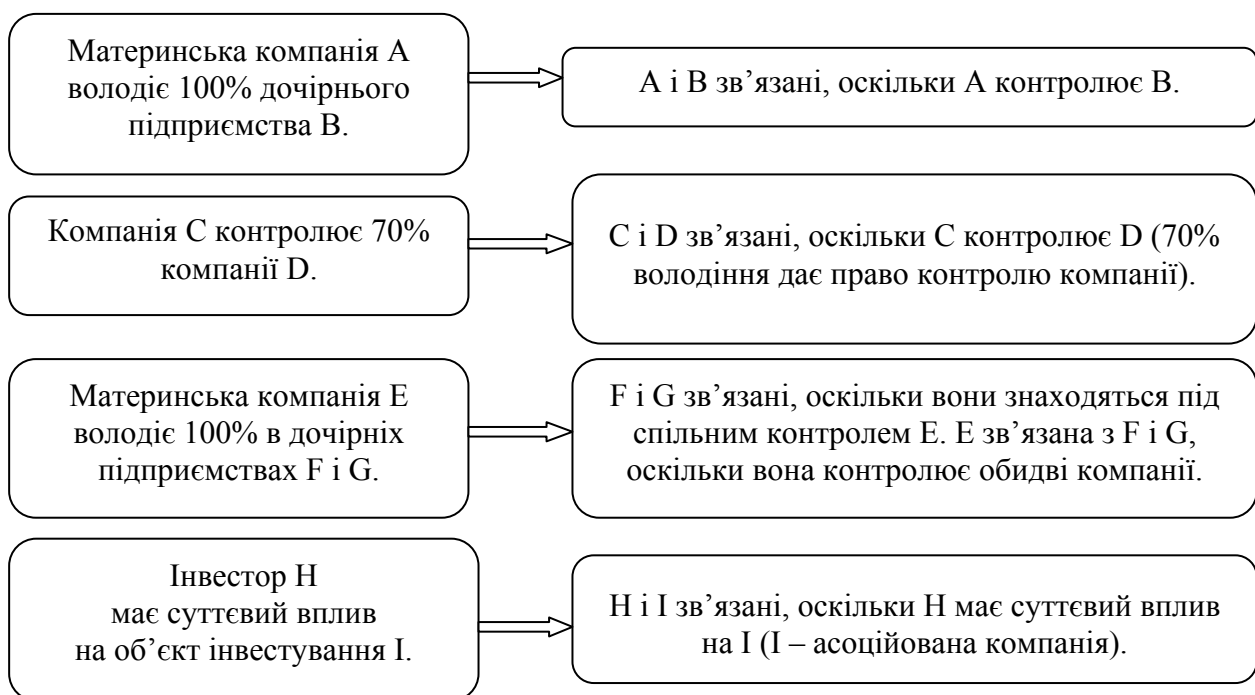 Материнська компанія А
володіє 100% дочірнього
підприємства В.
А і В зв’язані, оскільки А контролює В.
Компанія С контролює 70%
компанії D.
С і D зв’язані, оскільки С контролює D (70%
володіння дає право контролю компанії).
Материнська компанія Е
володіє 100% в дочірніх
підприємствах F і G.
F і G зв’язані, оскільки вони знаходяться під
спільним контролем Е. Е зв’язана з F і G,
оскільки вона контролює обидві компанії.
Інвестор Н
має суттєвий вплив
на об’єкт інвестування І.
Н і І зв’язані, оскільки Н має суттєвий вплив
на І (І – асоційована компанія).